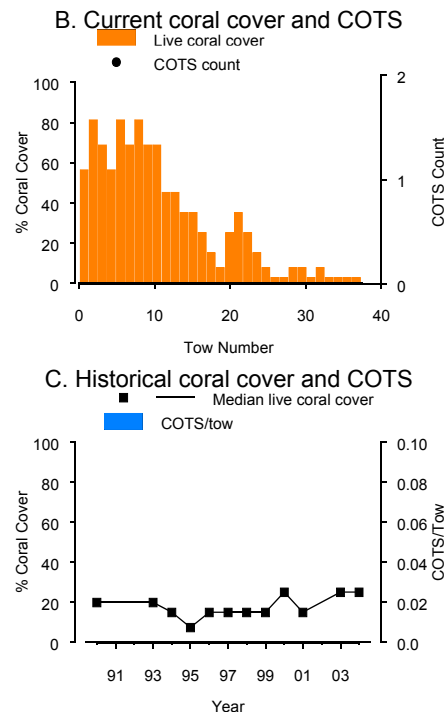 B. Current coral cover and COTS
Live coral cover
COTS count
100
80
60
40
20
0
% Coral Cover
2
1
0
COTS Count
0 10 20 30 40
Tow Number
C. Historical coral cover and COTS
Median live coral cover
COTS/tow
100
80
60
40
20
0
% Coral Cover
0.10
0.08
0.06
0.04
0.02
0.0
COTS/Tow
91 93 95 97 99 01 03
Year